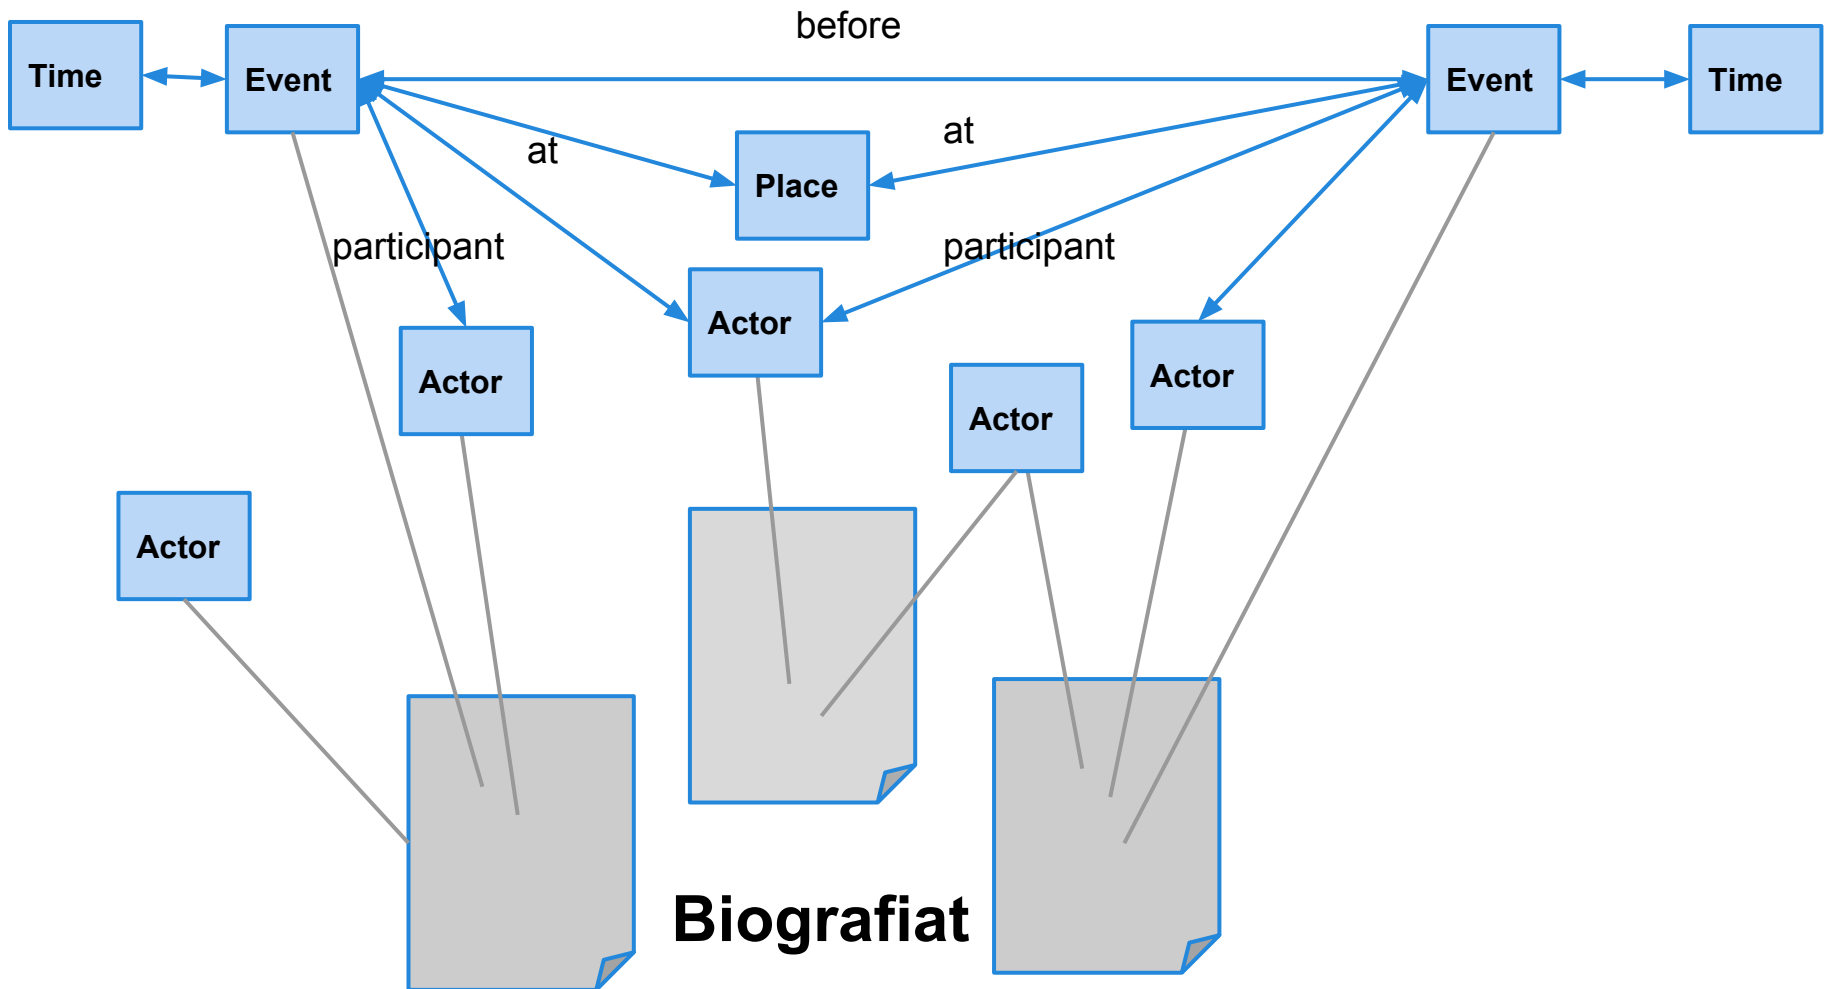 before
Time
Event
Event
Time
at
at
Place
participant
participant
Actor
Actor
Actor
Actor
Actor
Biografiat